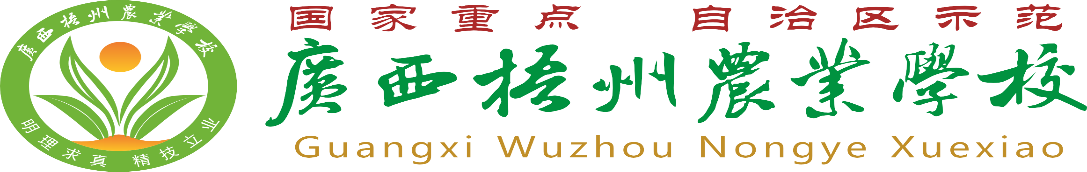 廣西梧州農業學校
明理求真 精技立业
国家重点 自治区示范
廣西梧州農業學校
Guangxi Wuzhou Nongye Xuexiao